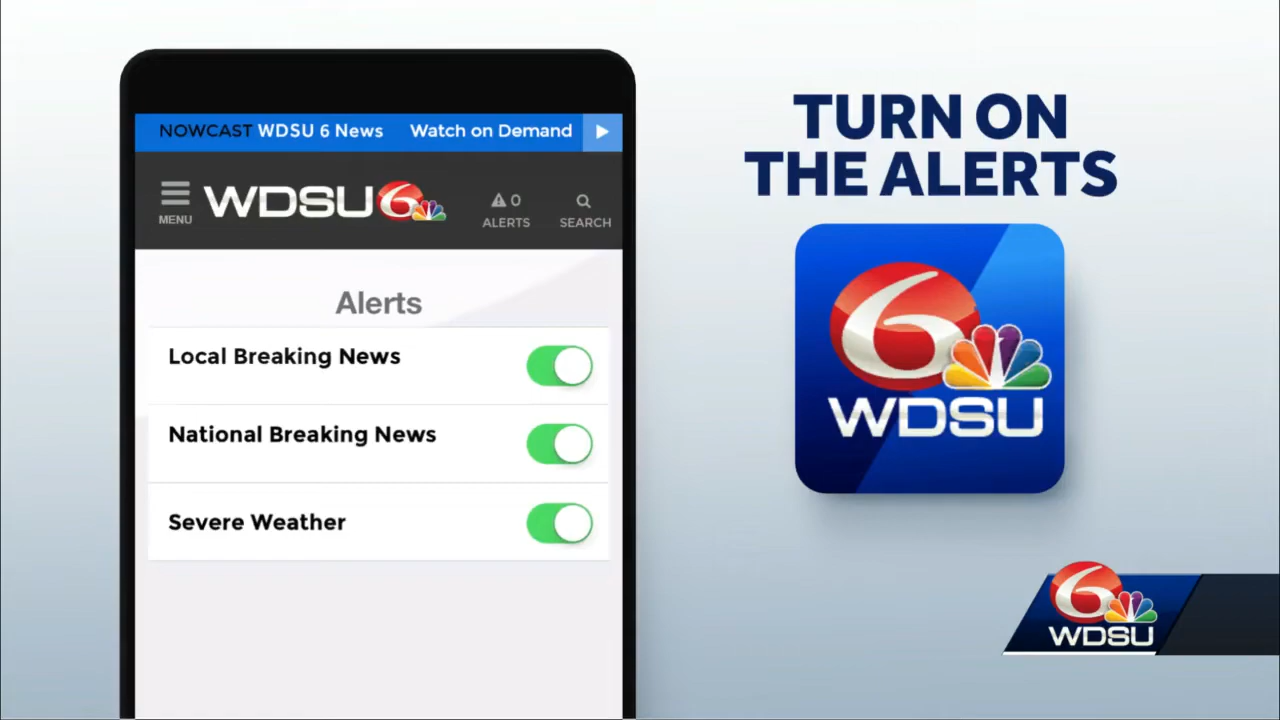 NOWCAST WDSU 6 News Watch on Demand
MENU
WDSU 6
0
ALERTS
SEARCH
Alerts
Local Breaking News
National Breaking News
Severe Weather
TURN ON
THE ALERTS
6
WDSU
6
WDSU